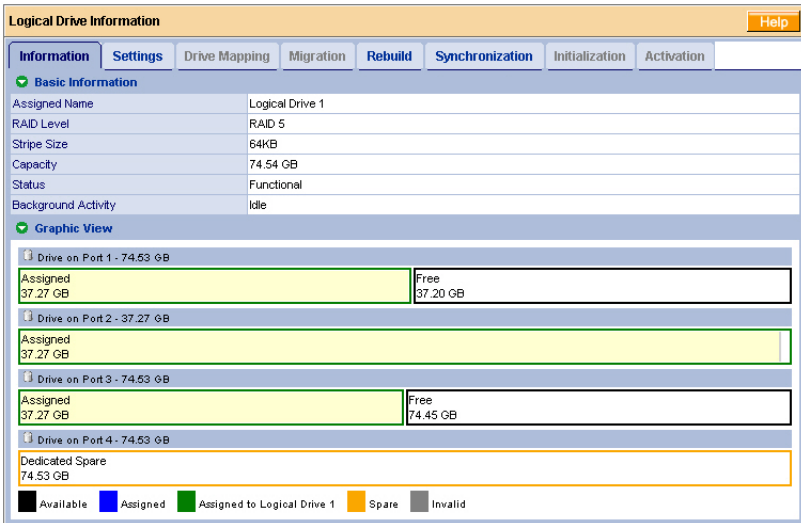 Logical Drive Information Help
Information Settings Drive Mapping Migration Rebuild Synchronization Initialization Activation
Basic Information
Assigned Name Logical Drive 1
RAID Level RAID 5
Stripe Size 64KB
Capacity 74.54 GB
Status Functional
Background Activity Idle
Graphic View
Drive on Port 1 - 74.53 GB
Assigned Free
37.27 GB 37.20 GB
Drive on Port 2 - 37.27 GB
Assigned
37.27 GB
Drive on Port 3 - 74.53 GB
Assigned Free
37.27 GB 74.45 GB
Drive on Port 4 - 74.53 GB
Dedicated Spare
74.53 GB
Available Assigned Assigned to Logical Drive 1 Spare Invalid